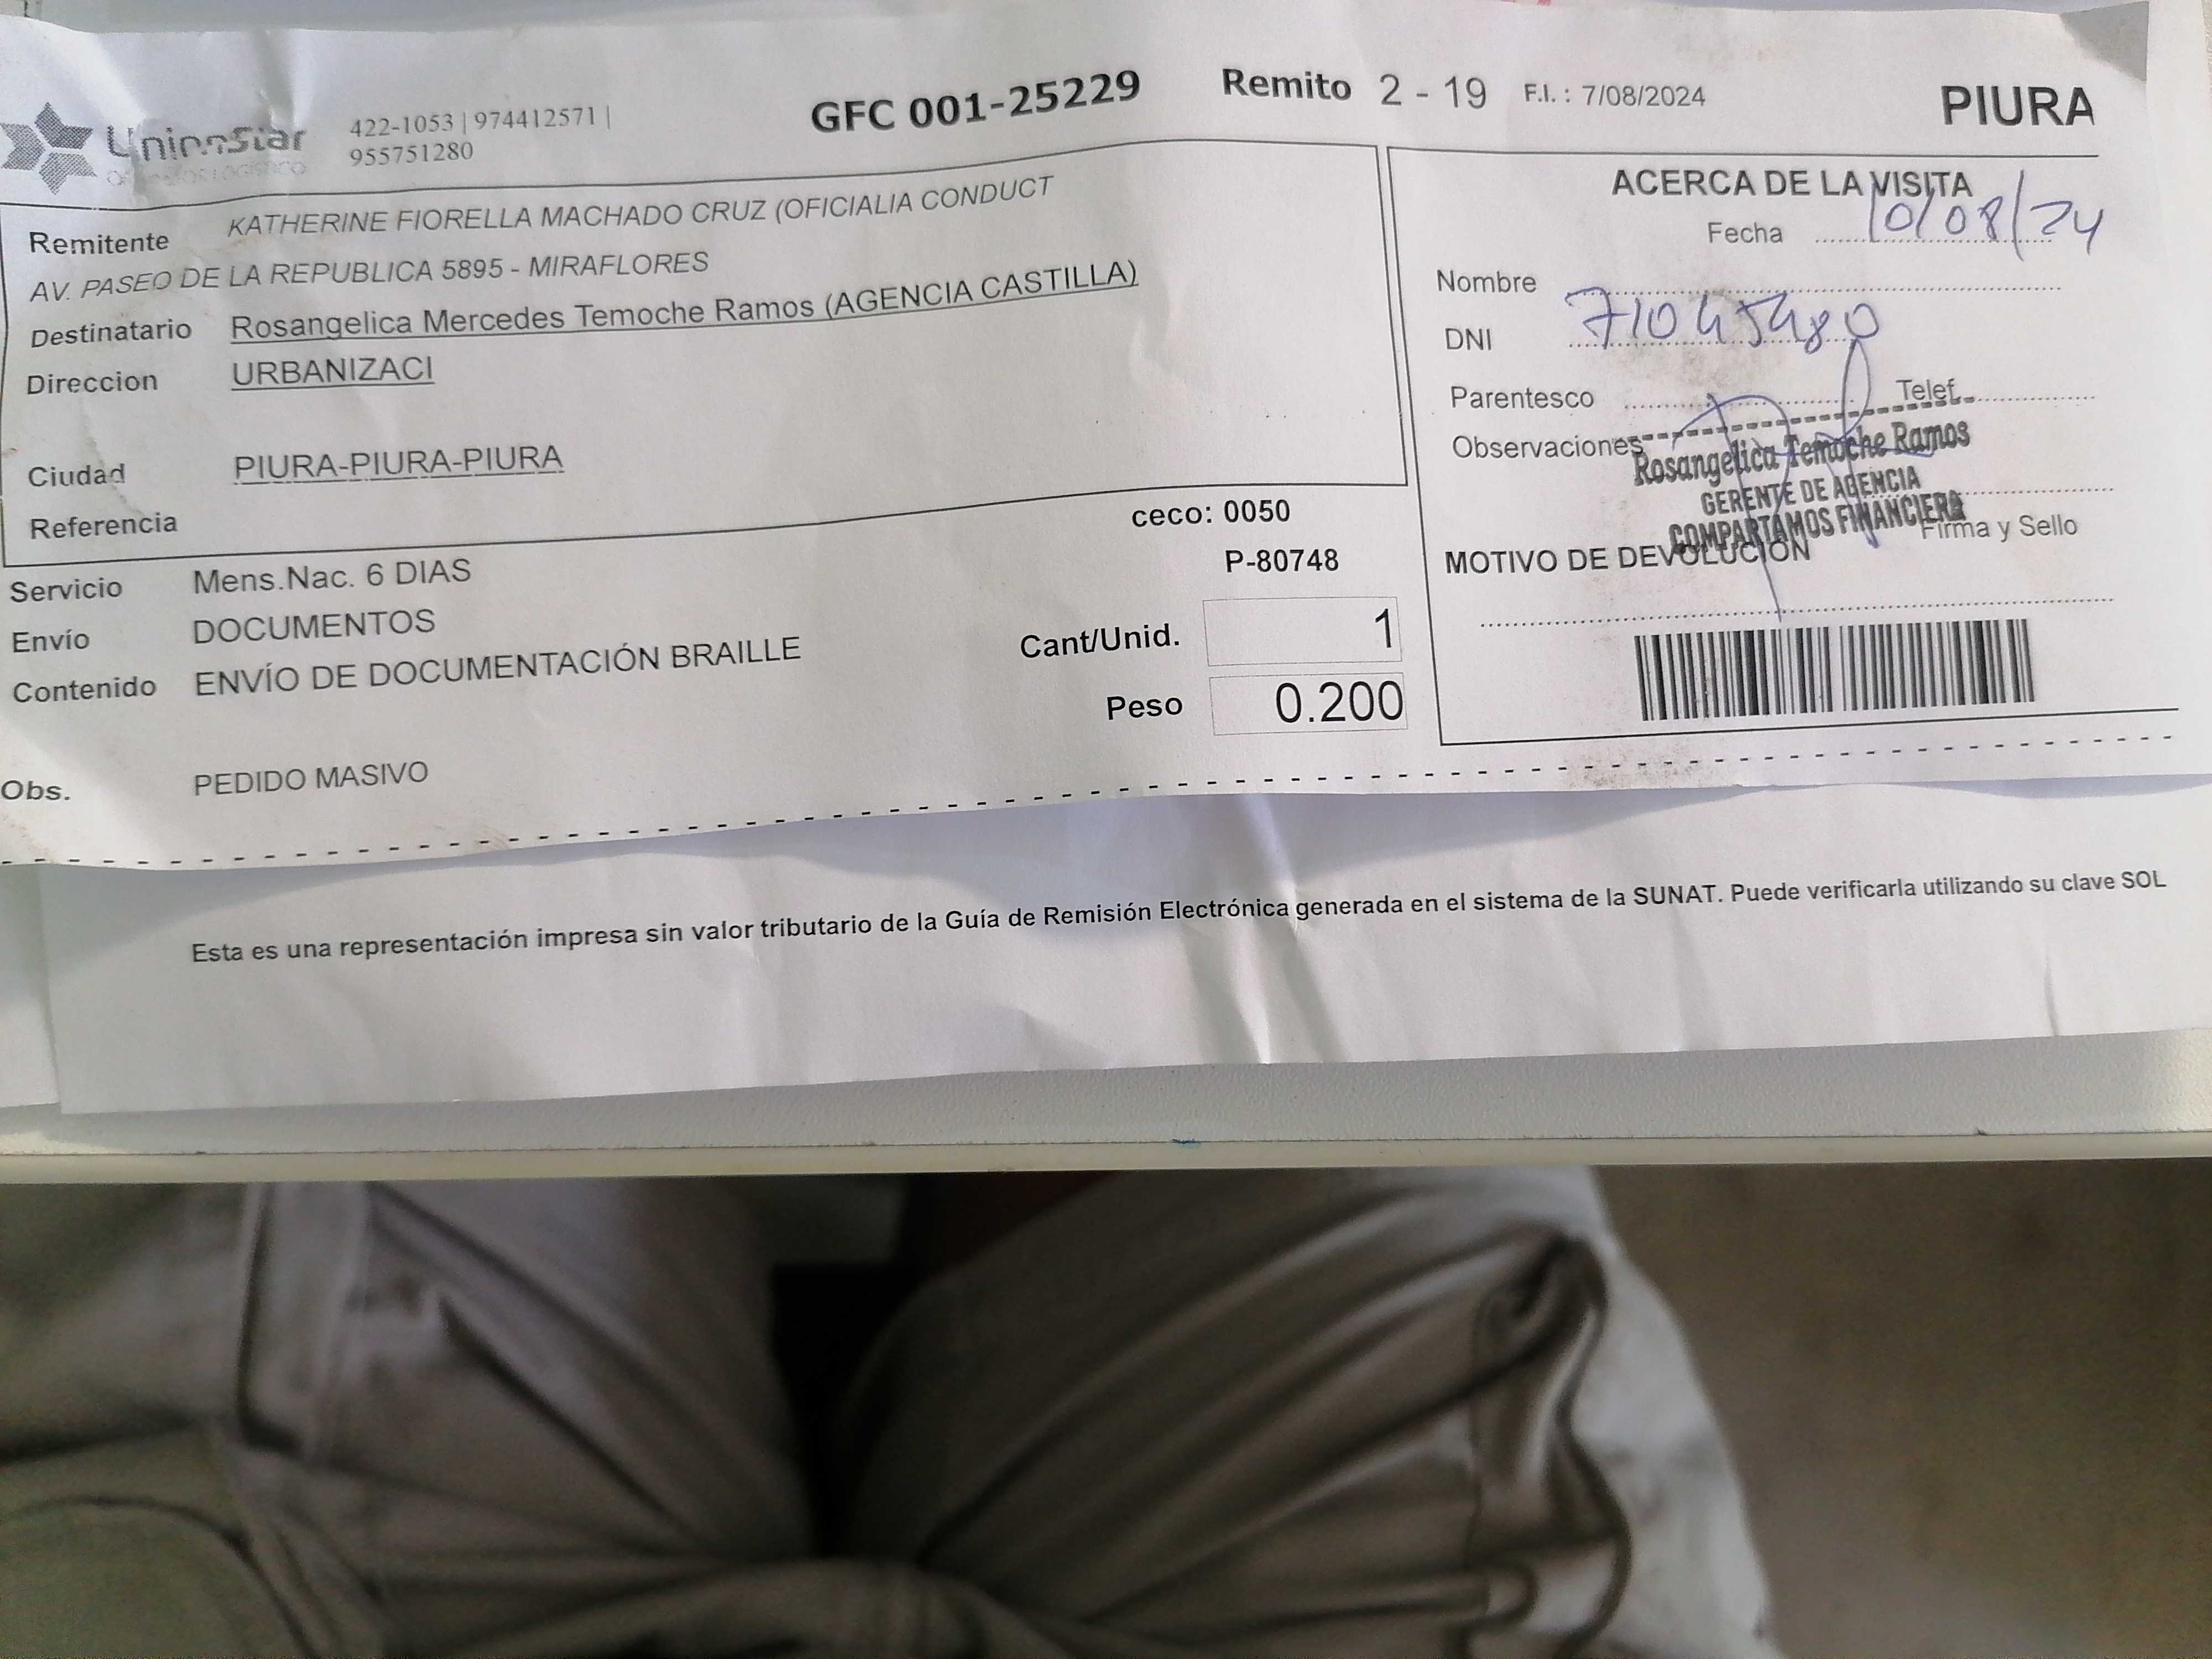 UnionStar
OPERADOR LOGÍSTICO
422-1053 | 974412571 |
955751280
GFC 001-25229
Remito 2 - 19 F.I. : 7/08/2024
PIURA
Remitente KATHERINE FIORELLA MACHADO CRUZ (OFICIALIA CONDUCT
AV. PASEO DE LA REPUBLICA 5895 - MIRAFLORES
Destinatario Rosangelica Mercedes Temoche Ramos (AGENCIA CASTILLA)
Direccion URBANIZACI
Ciudad PIURA-PIURA-PIURA
Referencia
ceco: 0050
P-80748
Servicio Mens.Nac. 6 DIAS
Envío DOCUMENTOS
Contenido ENVÍO DE DOCUMENTACIÓN BRAILLE
Cant/Unid. 1
Peso 0.200
Obs. PEDIDO MASIVO
ACERCA DE LA VISITA
Fecha 10/08/24
Nombre
DNI 71045480
Parentesco Telef.
Observaciones
Rosangelica Temoche Ramos
GERENTE DE AGENCIA
COMPARTAMOS FINANCIERA
Firma y Sello
MOTIVO DE DEVOLUCIÓN
Esta es una representación impresa sin valor tributario de la Guía de Remisión Electrónica generada en el sistema de la SUNAT. Puede verificarla utilizando su clave SOL